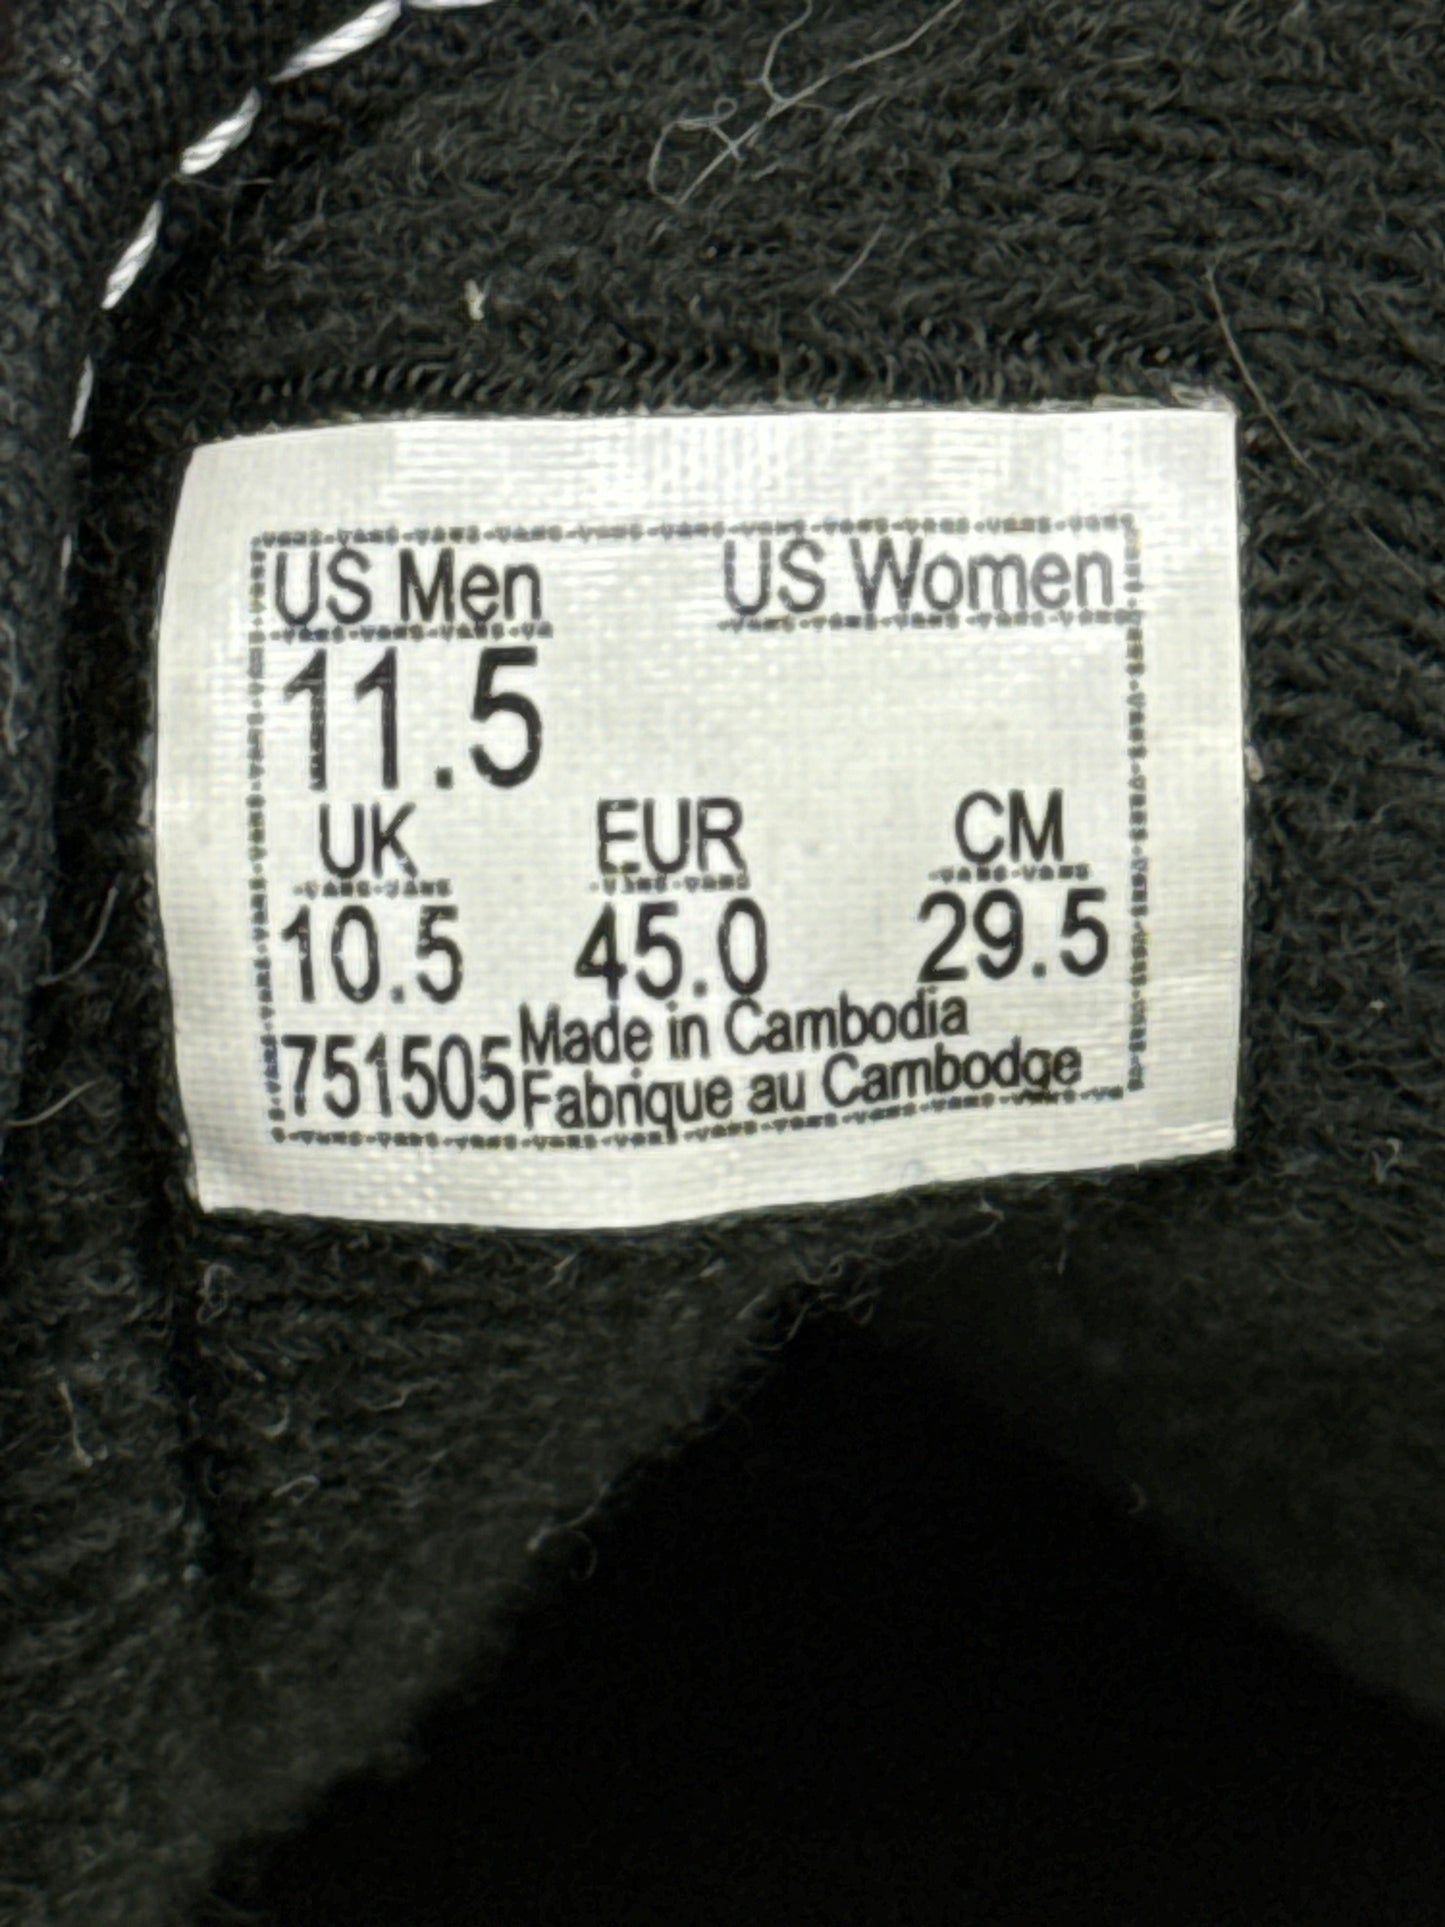 US Men US Women
11.5
UK EUR CM
10.5 45.0 29.5
751505 Made in Cambodia
Fabrique au Cambodge